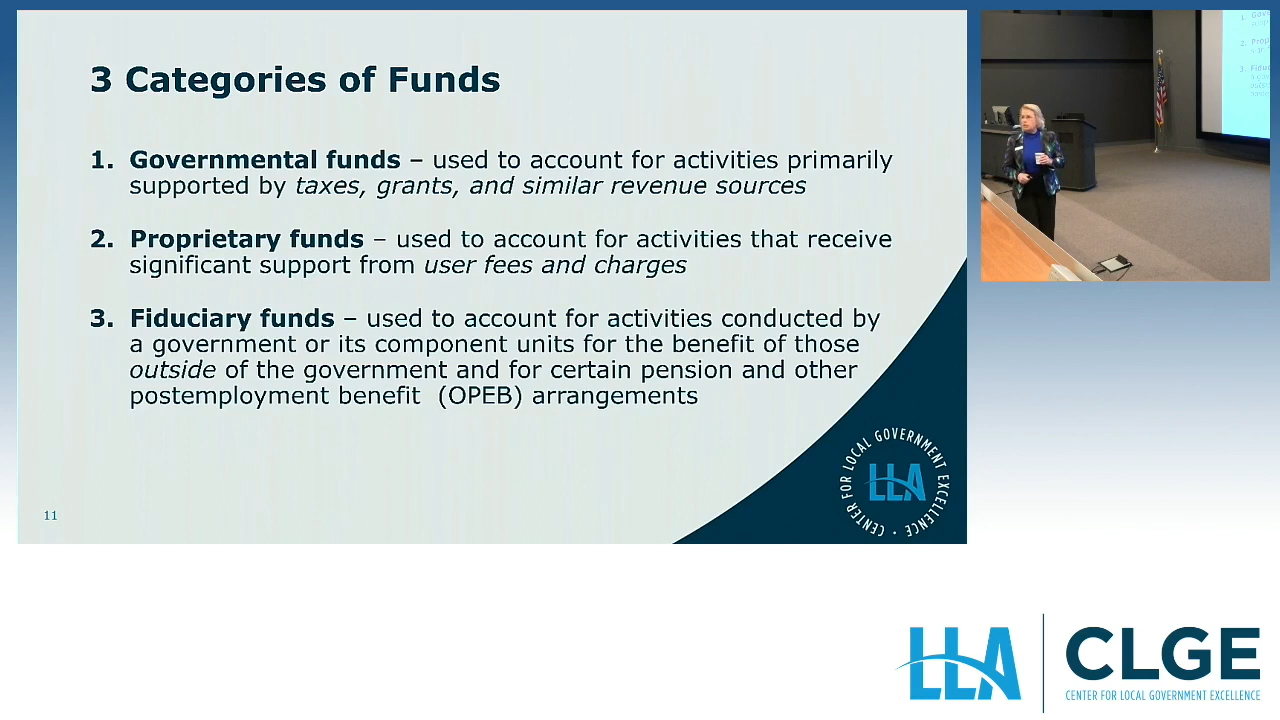 3 Categories of Funds
1. Governmental funds – used to account for activities primarily
supported by taxes, grants, and similar revenue sources
2. Proprietary funds – used to account for activities that receive
significant support from user fees and charges
3. Fiduciary funds – used to account for activities conducted by
a government or its component units for the benefit of those
outside of the government and for certain pension and other
postemployment benefit (OPEB) arrangements
11
CENTER FOR LOCAL GOVERNMENT EXCELLENCE
LLA
1.
2.
3.
LLA
CLGE
CENTER FOR LOCAL GOVERNMENT EXCELLENCE